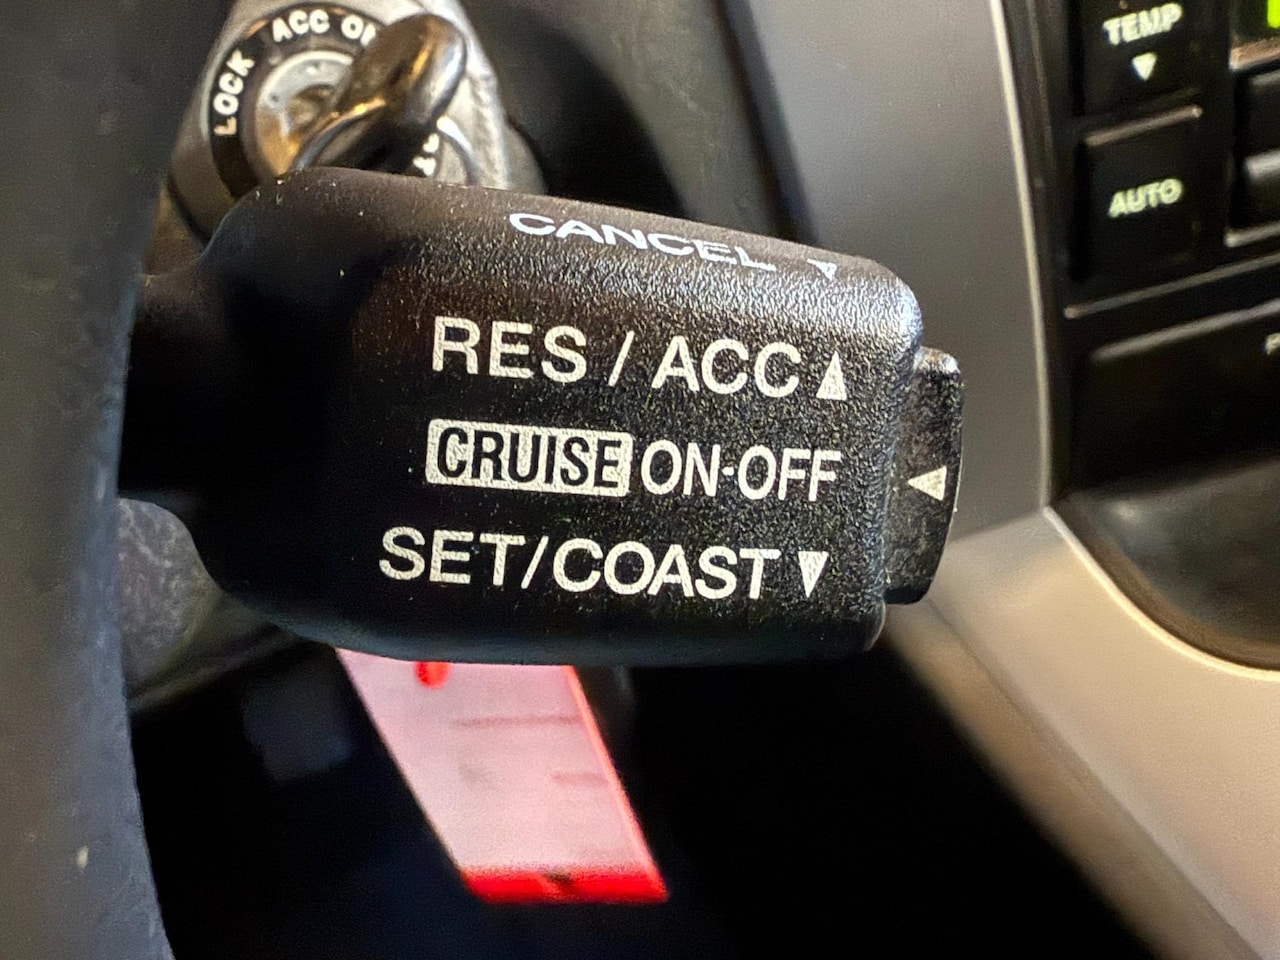 ACC
LOCK
TEMP ▼
AUTO
CANCEL ▼
RES / ACC ▲
CRUISE ON-OFF ◀
SET/COAST ▼